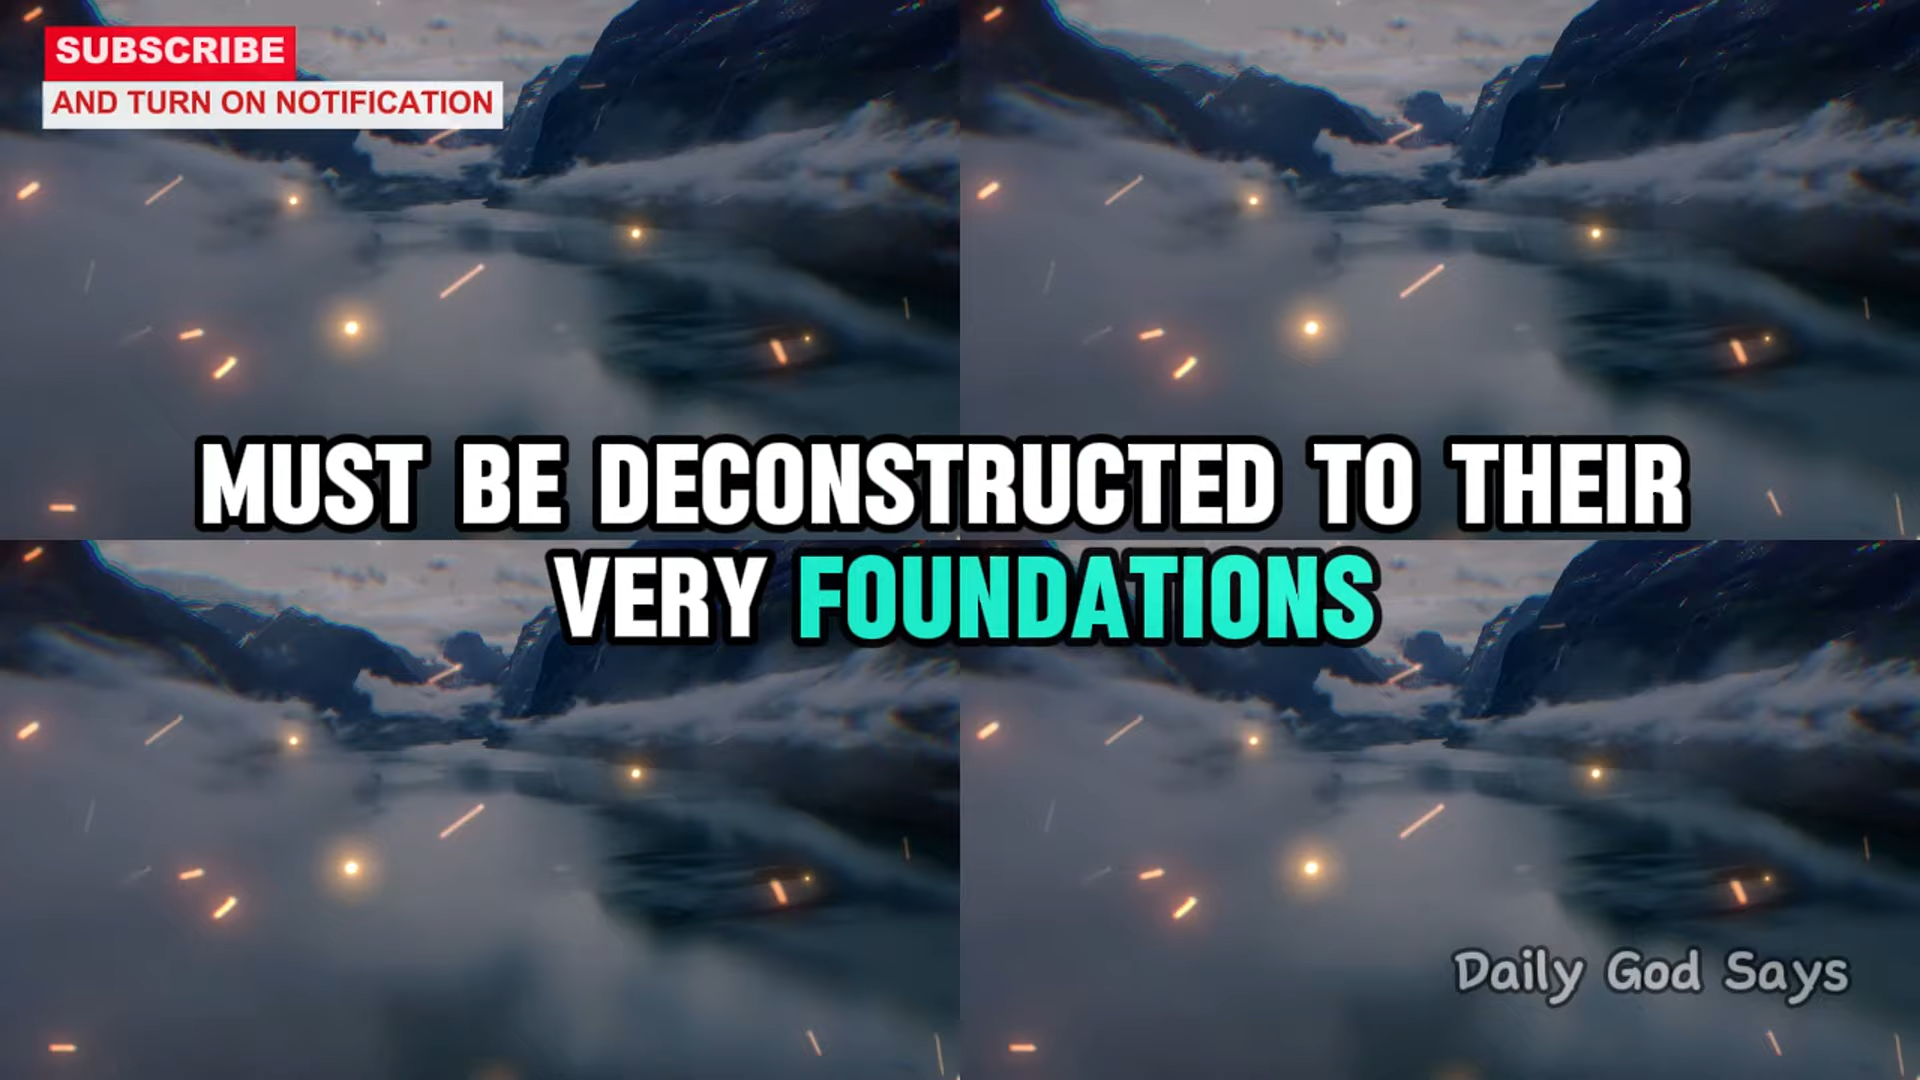 SUBSCRIBE
AND TURN ON NOTIFICATION
MUST BE DECONSTRUCTED TO THEIR
VERY FOUNDATIONS
Daily God Says